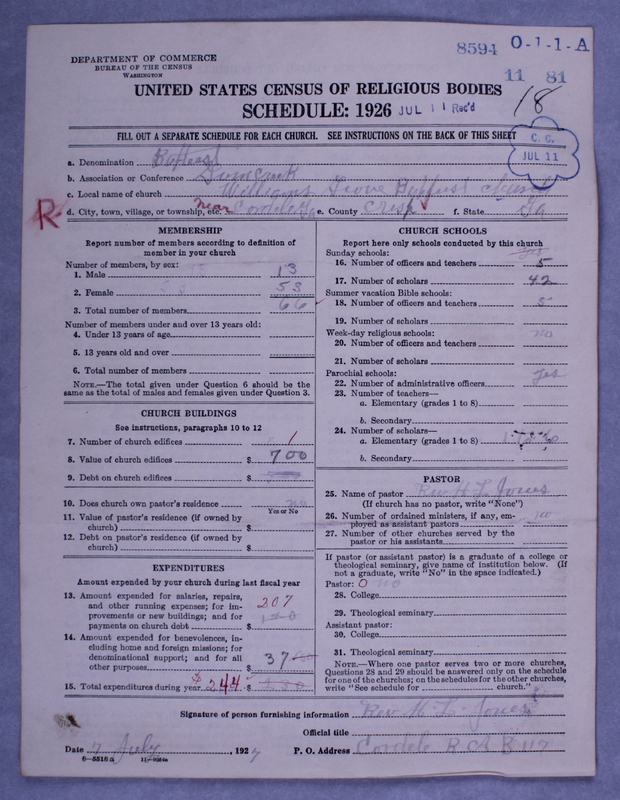 8594 0-1-1-A
DEPARTMENT OF COMMERCE
BUREAU OF THE CENSUS
WASHINGTON
11 81
UNITED STATES CENSUS OF RELIGIOUS BODIES
SCHEDULE: 1926 JUL 11 Rec'd 18
FILL OUT A SEPARATE SCHEDULE FOR EACH CHURCH. SEE INSTRUCTIONS ON THE BACK OF THIS SHEET
C. C.
JUL 11
a. Denomination Baptist
b. Association or Conference
c. Local name of church Williams Grove
R d. City, town, village, or township, etc. near Cordele Ga e. County Crisp f. State Ga
MEMBERSHIP
Report number of members according to definition of
member in your church
Number of members, by sex:
1. Male 13
2. Female 53
3. Total number of members 66
Number of members under and over 13 years old:
4. Under 13 years of age
5. 13 years old and over
6. Total number of members
NOTE.—The total given under Question 6 should be the
same as the total of males and females given under Question 3.
CHURCH BUILDINGS
See instructions, paragraphs 10 to 12
7. Number of church edifices 1
8. Value of church edifices $ 700
9. Debt on church edifices $
10. Does church own pastor's residence no
Yes or No
11. Value of pastor's residence (if owned by
church) $
12. Debt on pastor's residence (if owned by
church) $
EXPENDITURES
Amount expended by your church during last fiscal year
13. Amount expended for salaries, repairs,
and other running expenses; for im-
provements or new buildings; and for
payments on church debt $ 207
14. Amount expended for benevolences, in-
cluding home and foreign missions; for
denominational support; and for all
other purposes $ 37
15. Total expenditures during year $244 $
CHURCH SCHOOLS
Report here only schools conducted by this church
Sunday schools:
16. Number of officers and teachers 5
17. Number of scholars 42
Summer vacation Bible schools:
18. Number of officers and teachers 5
19. Number of scholars
Week-day religious schools: no
20. Number of officers and teachers
21. Number of scholars
Parochial schools: yes
22. Number of administrative officers
23. Number of teachers—
a. Elementary (grades 1 to 8)
b. Secondary
24. Number of scholars—
a. Elementary (grades 1 to 8)
b. Secondary
PASTOR
25. Name of pastor Rev. H. L. Jones
(If church has no pastor, write "None")
26. Number of ordained ministers, if any, em-
ployed as assistant pastors no
27. Number of other churches served by the
pastor or his assistants
If pastor (or assistant pastor) is a graduate of a college or
theological seminary, give name of institution below. (If
not a graduate, write "No" in the space indicated.)
Pastor: O no
28. College
29. Theological seminary
Assistant pastor:
30. College
31. Theological seminary
NOTE.—Where one pastor serves two or more churches,
Questions 28 and 29 should be answered only on the schedule
for one of the churches; on the schedules for the other churches,
write "See schedule for church."
Signature of person furnishing information Rev. H. L. Jones
Official title
Date 7 July, 1927 P. O. Address Cordele
8—5518a